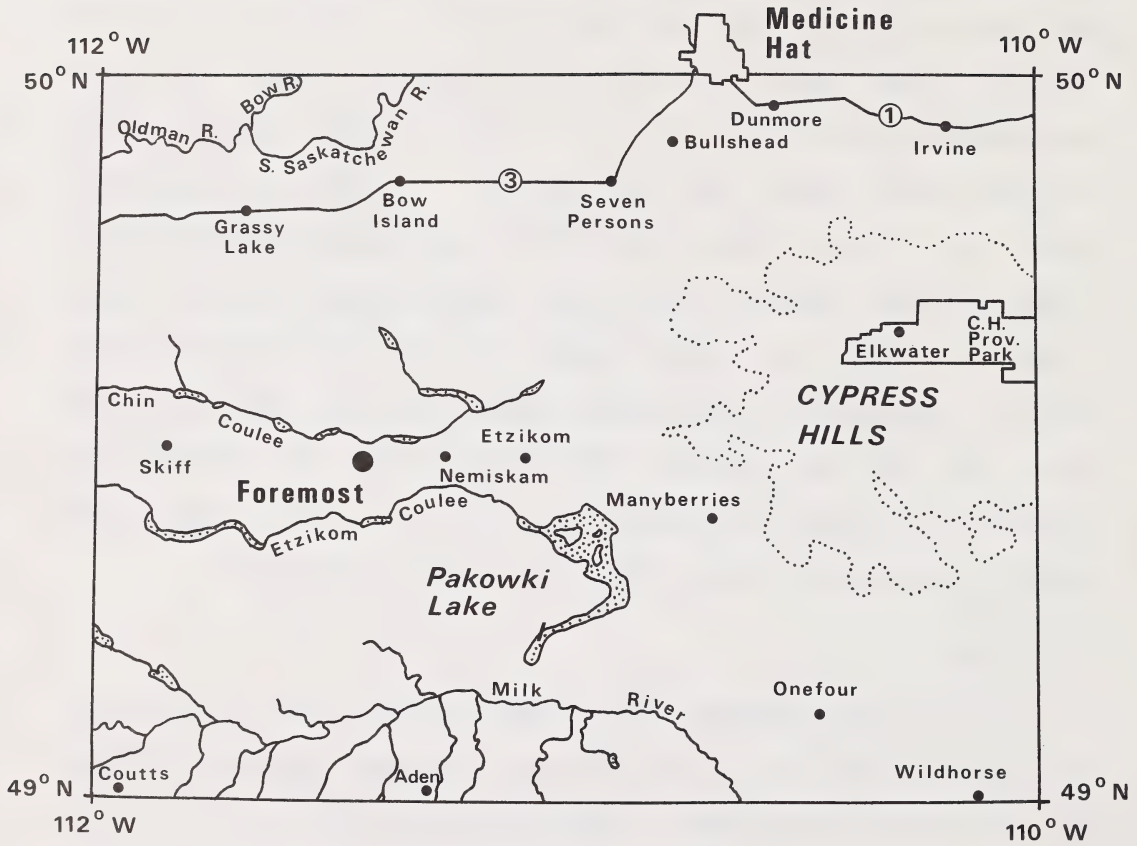 Medicine
Hat
112° W
110° W
50° N
50° N
Bow R.
Oldman R.
S. Saskatchewan R.
Dunmore
1
Bullshead
Irvine
3
Bow
Island
Seven
Persons
Grassy
Lake
C.H.
Prov.
Park
Elkwater
Chin
Coulee
CYPRESS
HILLS
Etzikom
Skiff
Nemiskam
Foremost
Manyberries
Coulee
Etzikom
Pakowki
Lake
Milk
River
Onefour
Coutts
Aden
Wildhorse
49° N
49° N
112° W
110° W